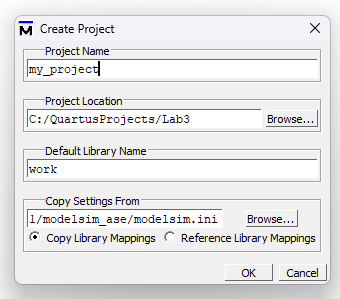 Create Project
Project Name
my_project
Project Location
C:/QuartusProjects/Lab3 Browse...
Default Library Name
work
Copy Settings From
l/modelsim_ase/modelsim.ini Browse...
Copy Library Mappings Reference Library Mappings
OK Cancel